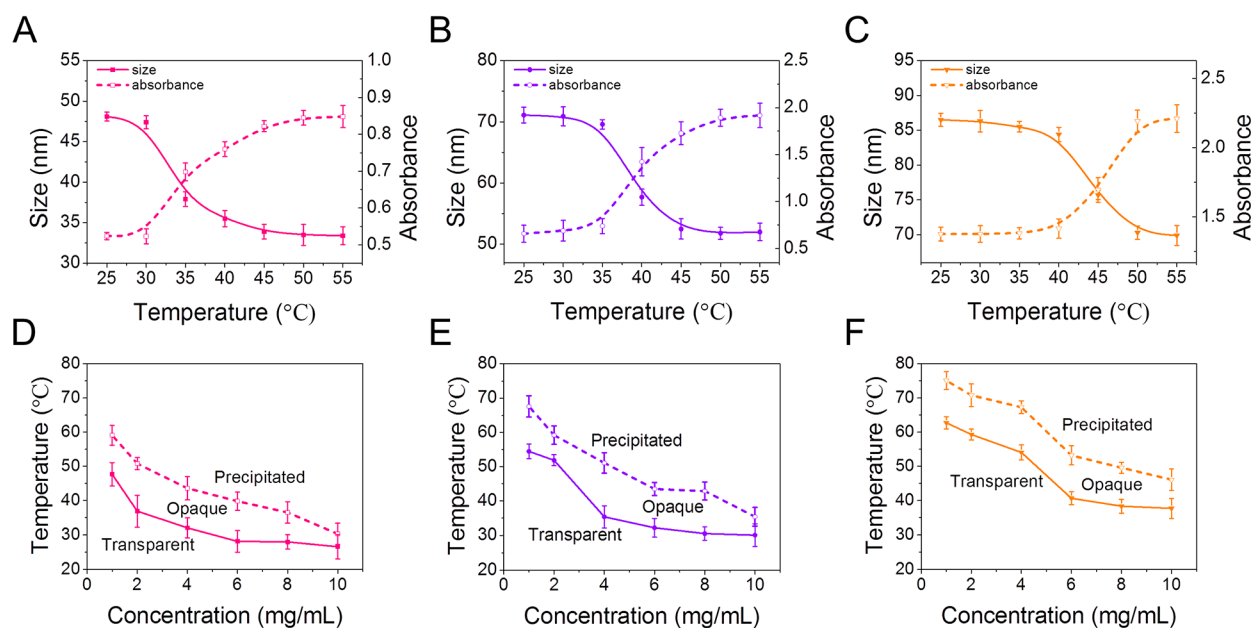 A
B
C
55
50
45
40
35
30
Size (nm)
size
absorbance
1.0
0.9
0.8
0.7
0.6
0.5
Absorbance
25 30 35 40 45 50 55
Temperature (°C)
80
70
60
50
Size (nm)
size
absorbance
2.5
2.0
1.5
1.0
0.5
Absorbance
25 30 35 40 45 50 55
Temperature (°C)
95
90
85
80
75
70
Size (nm)
size
absorbance
2.5
2.0
1.5
Absorbance
25 30 35 40 45 50 55
Temperature (°C)
D
E
F
80
70
60
50
40
30
20
Temperature (°C)
Precipitated
Opaque
Transparent
0 2 4 6 8 10
Concentration (mg/mL)
80
70
60
50
40
30
20
Temperature (°C)
Precipitated
Opaque
Transparent
0 2 4 6 8 10
Concentration (mg/mL)
80
70
60
50
40
30
20
Temperature (°C)
Precipitated
Transparent
Opaque
0 2 4 6 8 10
Concentration (mg/mL)